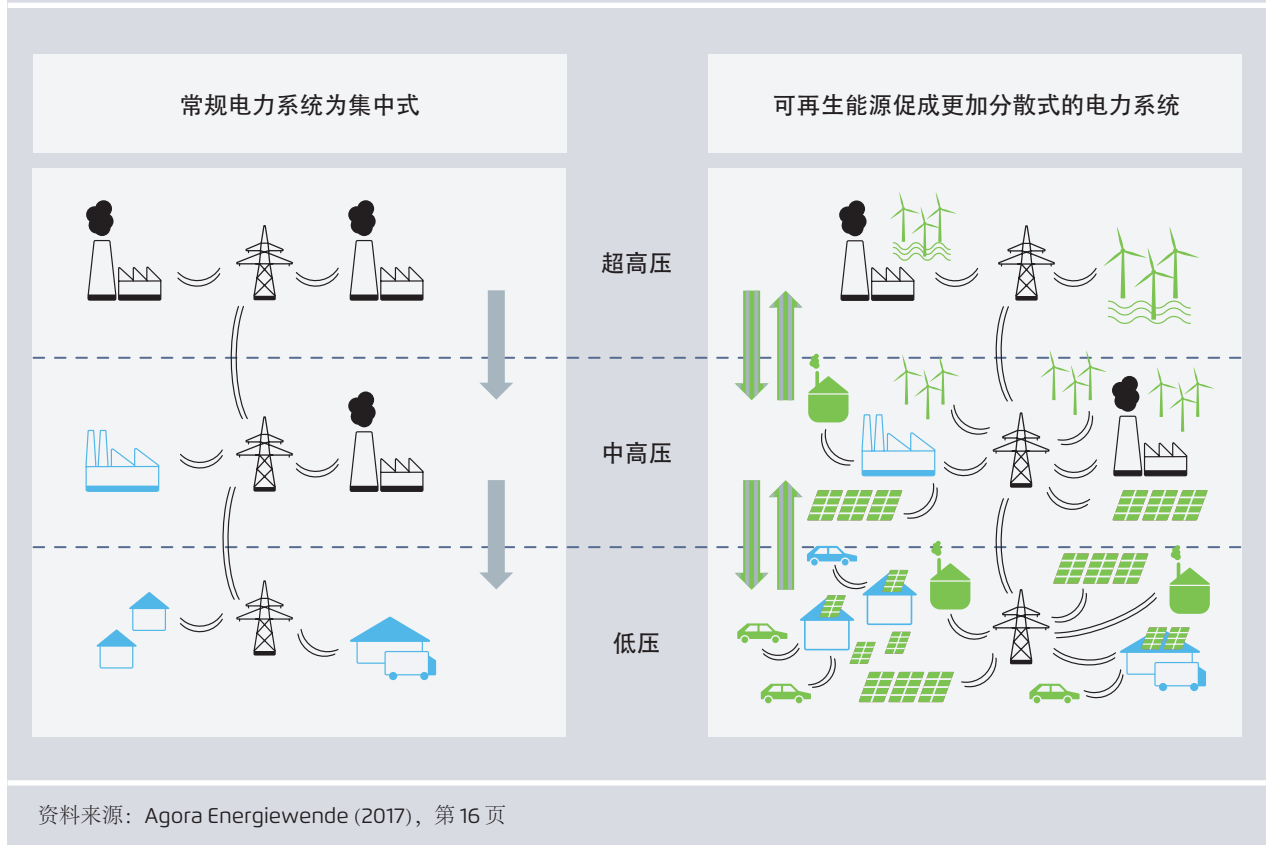 常规电力系统为集中式
可再生能源促成更加分散式的电力系统
超高压
中高压
低压
资料来源：Agora Energiewende (2017)，第 16 页